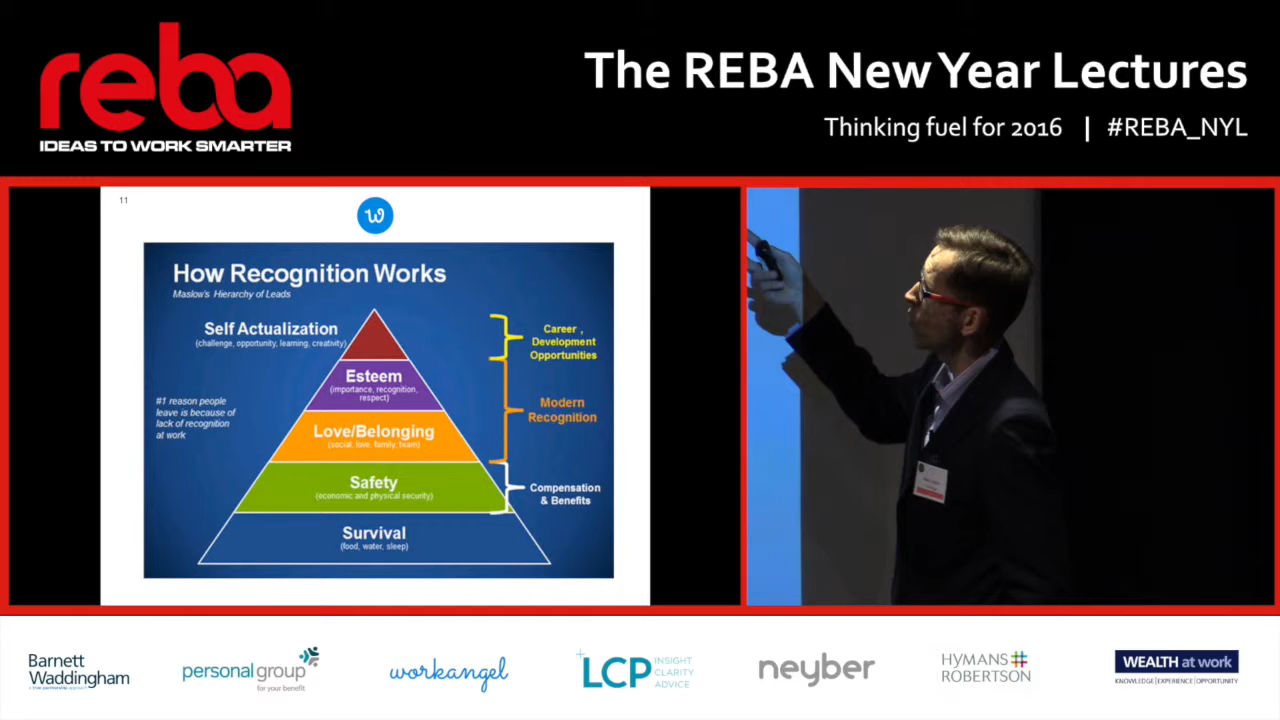 reba
IDEAS TO WORK SMARTER
The REBA New Year Lectures
Thinking fuel for 2016 | #REBA_NYL
11
w
How Recognition Works
Maslow's Hierarchy of Leads
Self Actualization
(challenge, opportunity, learning, creativity)
Esteem
(importance, recognition,
respect)
Love/Belonging
(social: love, family, team)
Safety
(economic and physical security)
Survival
(food, water, sleep)
#1 reason people
leave is because of
lack of recognition
at work
Career ,
Development
Opportunities
Modern
Recognition
Compensation
& Benefits
Barnett
Waddingham
personal group
for your benefit
workangel
LCP INSIGHT
CLARITY
ADVICE
neyber
HYMANS #
ROBERTSON
WEALTH at work
KNOWLEDGE | EXPERIENCE | OPPORTUNITY